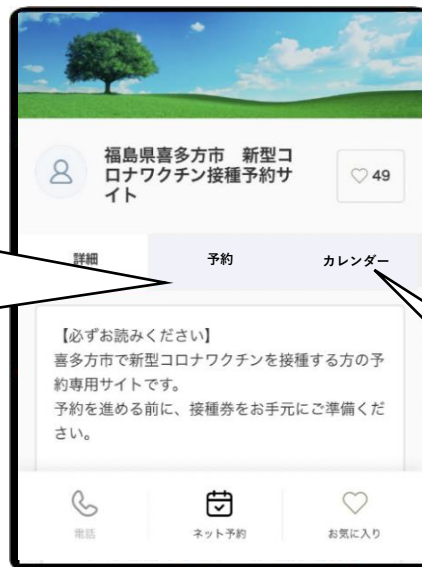 福島県喜多方市　新型コ
ロナワクチン接種予約サ
イト
49
詳細
予約
カレンダー
【必ずお読みください】
喜多方市で新型コロナワクチンを接種する方の予
約専用サイトです。
予約を進める前に、接種券をお手元にご準備くだ
さい。
電話
ネット予約
お気に入り